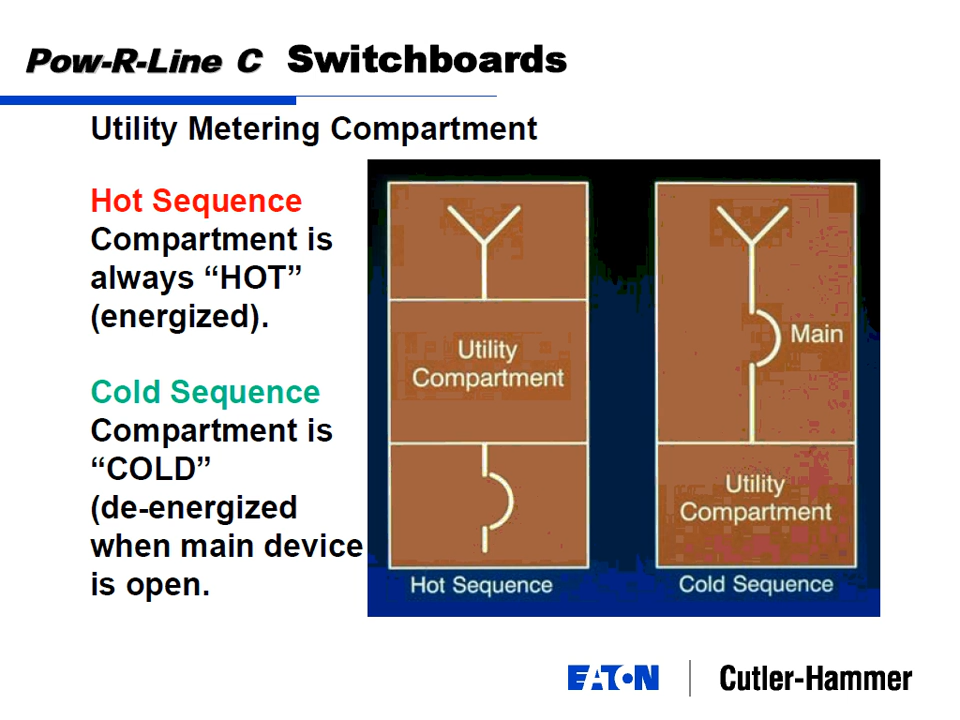 Pow-R-Line C Switchboards
Utility Metering Compartment
Hot Sequence
Compartment is
always “HOT”
(energized).
Cold Sequence
Compartment is
“COLD”
(de-energized
when main device
is open.
Utility
Compartment
Hot Sequence
Main
Utility
Compartment
Cold Sequence
EATON
Cutler-Hammer